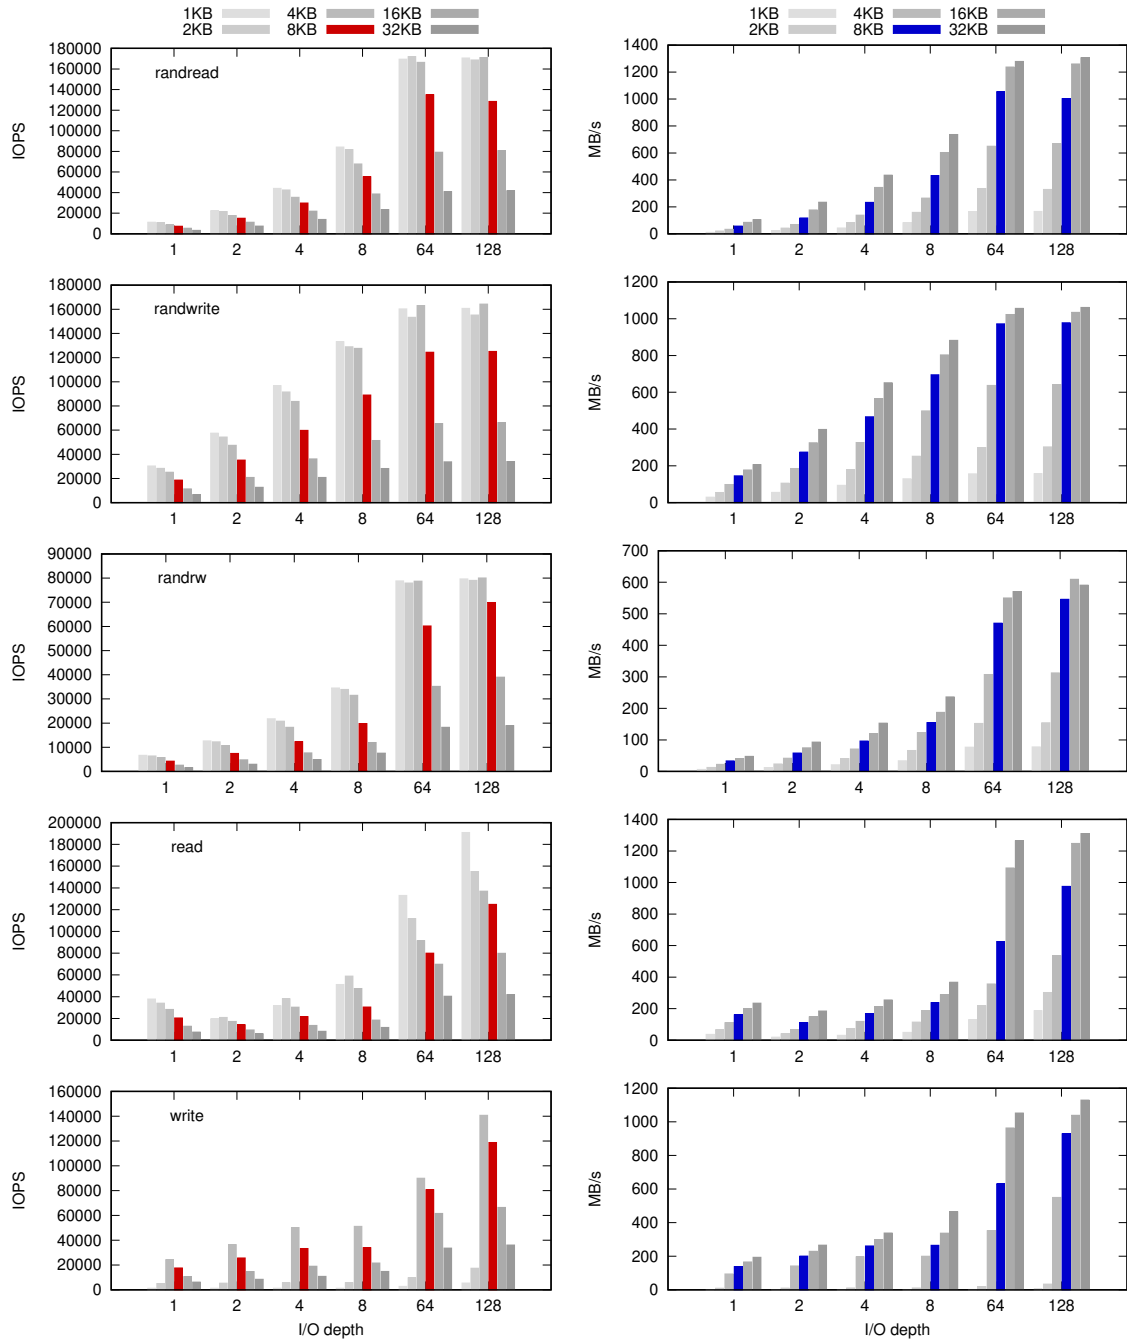 1KB 4KB 16KB
2KB 8KB 32KB
180000
160000
140000
120000
100000
80000
60000
40000
20000
0
IOPS
randread
1 2 4 8 64 128
1KB 4KB 16KB
2KB 8KB 32KB
1400
1200
1000
800
600
400
200
0
MB/s
1 2 4 8 64 128
180000
160000
140000
120000
100000
80000
60000
40000
20000
0
IOPS
randwrite
1 2 4 8 64 128
1200
1000
800
600
400
200
0
MB/s
1 2 4 8 64 128
90000
80000
70000
60000
50000
40000
30000
20000
10000
0
IOPS
randrw
1 2 4 8 64 128
700
600
500
400
300
200
100
0
MB/s
1 2 4 8 64 128
200000
180000
160000
140000
120000
100000
80000
60000
40000
20000
0
IOPS
read
1 2 4 8 64 128
1400
1200
1000
800
600
400
200
0
MB/s
1 2 4 8 64 128
160000
140000
120000
100000
80000
60000
40000
20000
0
IOPS
write
1 2 4 8 64 128
I/O depth
1200
1000
800
600
400
200
0
MB/s
1 2 4 8 64 128
I/O depth